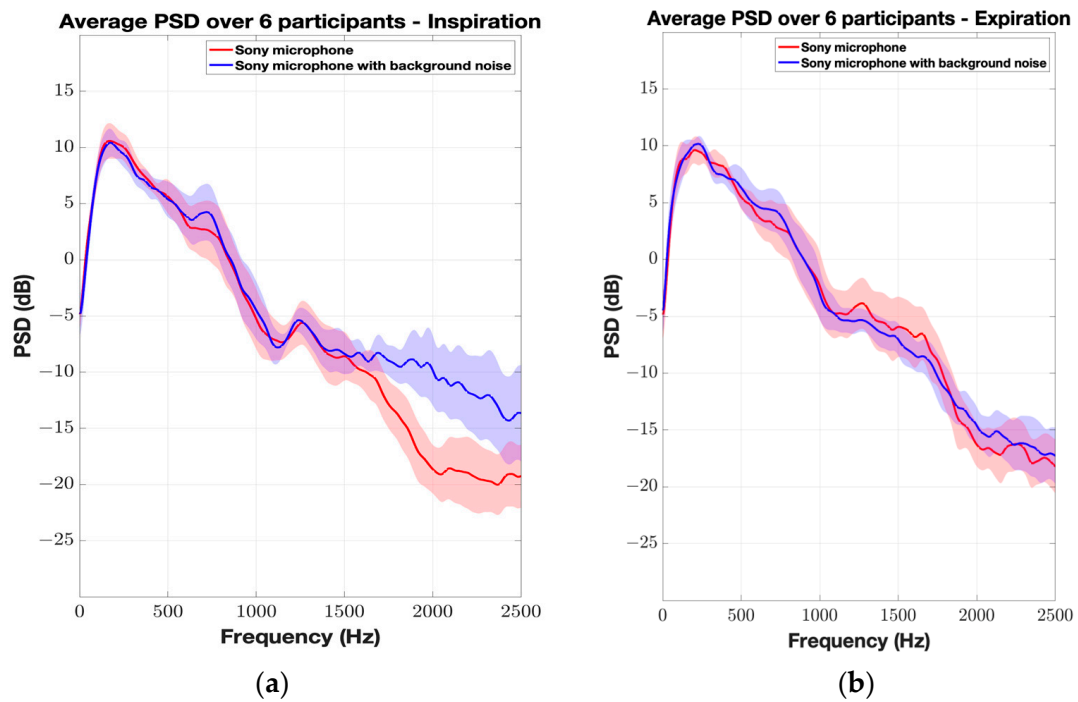 Average PSD over 6 participants - Inspiration
Sony microphone
Sony microphone with background noise
15
10
5
0
−5
−10
−15
−20
−25
PSD (dB)
0 500 1000 1500 2000 2500
Frequency (Hz)
(a)
Average PSD over 6 participants - Expiration
Sony microphone
Sony microphone with background noise
15
10
5
0
−5
−10
−15
−20
−25
PSD (dB)
0 500 1000 1500 2000 2500
Frequency (Hz)
(b)